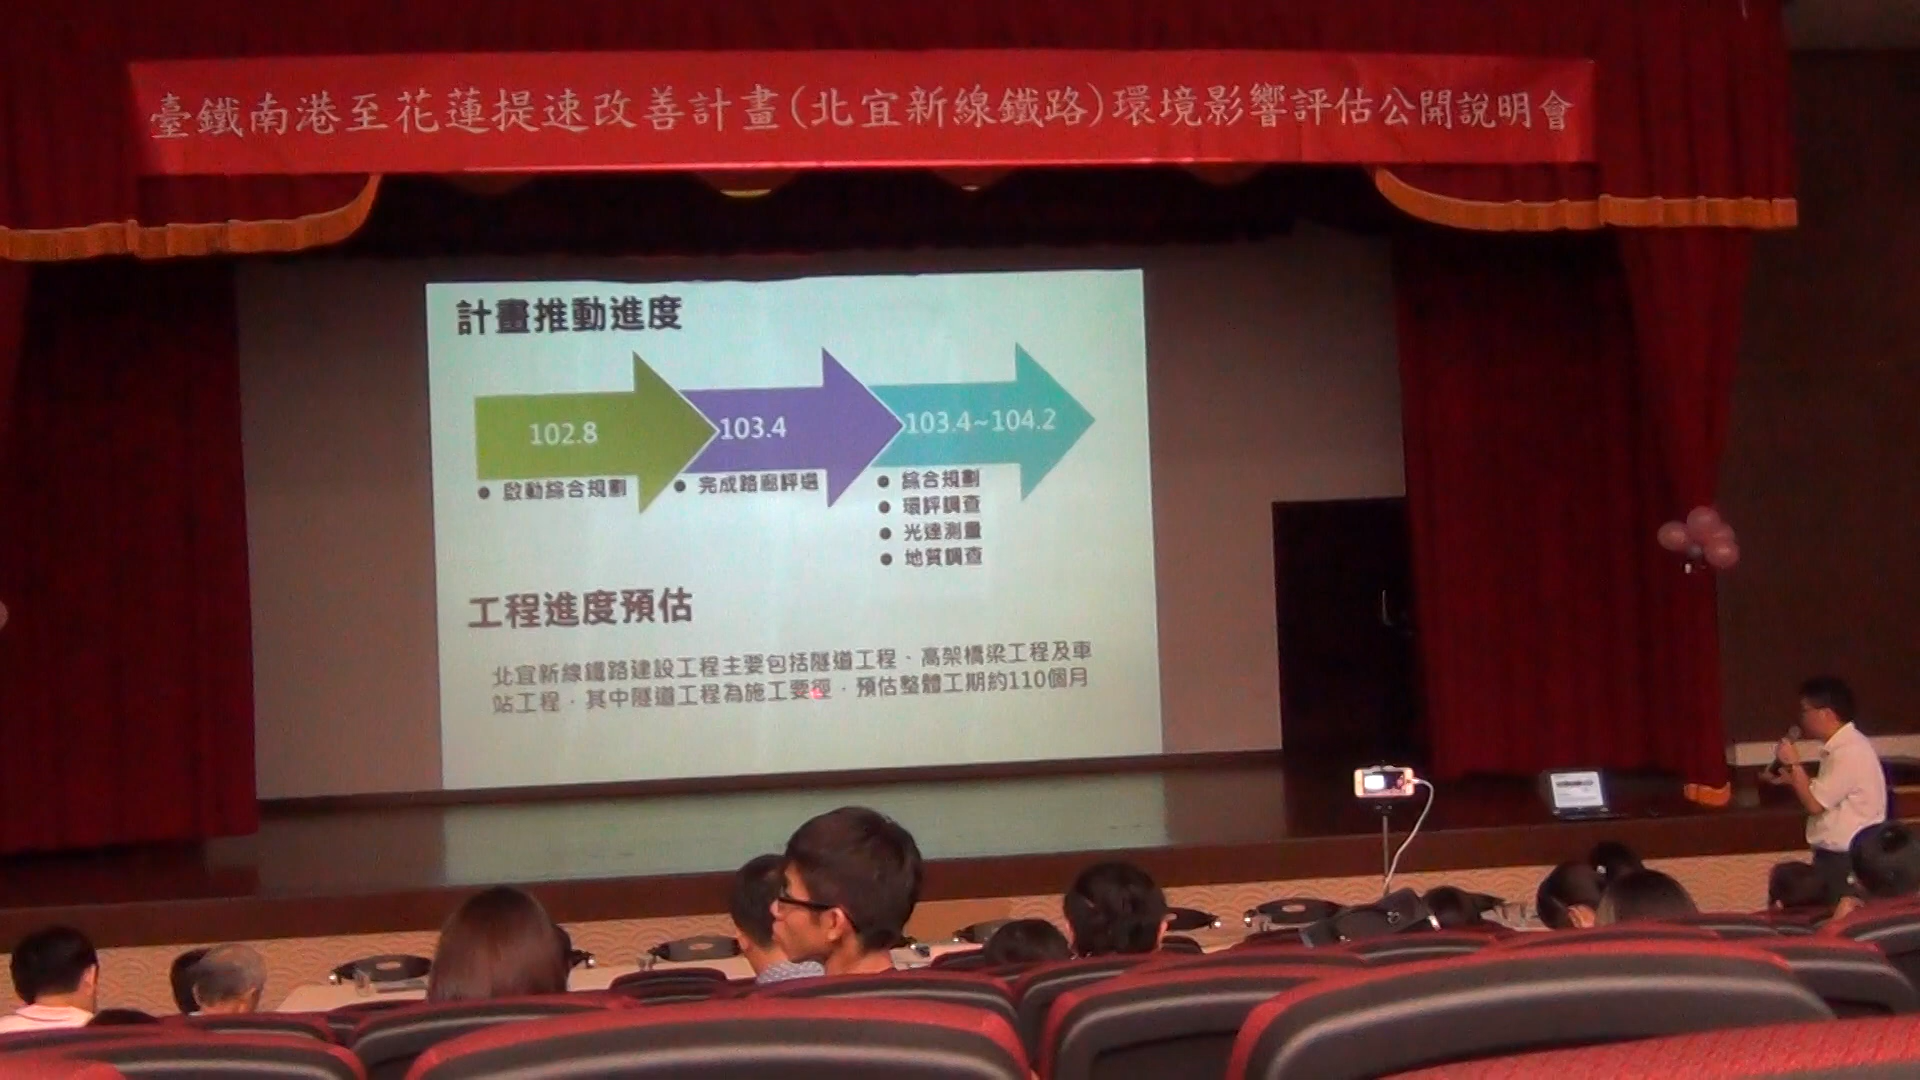 臺鐵南港至花蓮提速改善計畫(北宜新線鐵路)環境影響評估公開說明會
計畫推動進度
102.8
103.4
103.4~104.2
● 啟動綜合規劃
● 完成路廊評選
● 綜合規劃
● 環評調查
● 光達測量
● 地質調查
工程進度預估
北宜新線鐵路建設工程主要包括隧道工程、高架橋梁工程及車
站工程，其中隧道工程為施工要徑，預估整體工期約110個月